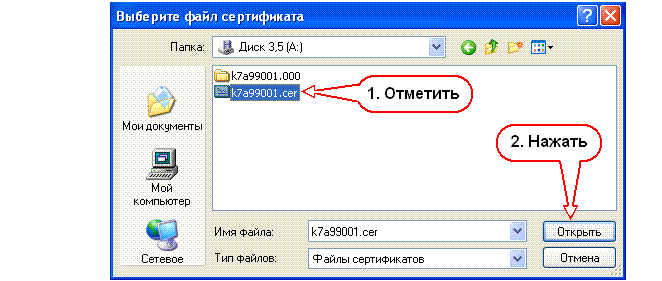 Выберите файл сертификата
Папка: Диск 3,5 (A:)
k7a99001.000
k7a99001.cer
1. Отметить
Мои документы
2. Нажать
Мой
компьютер
Имя файла: k7a99001.cer Открыть
Сетевое
Тип файлов: Файлы сертификатов Отмена